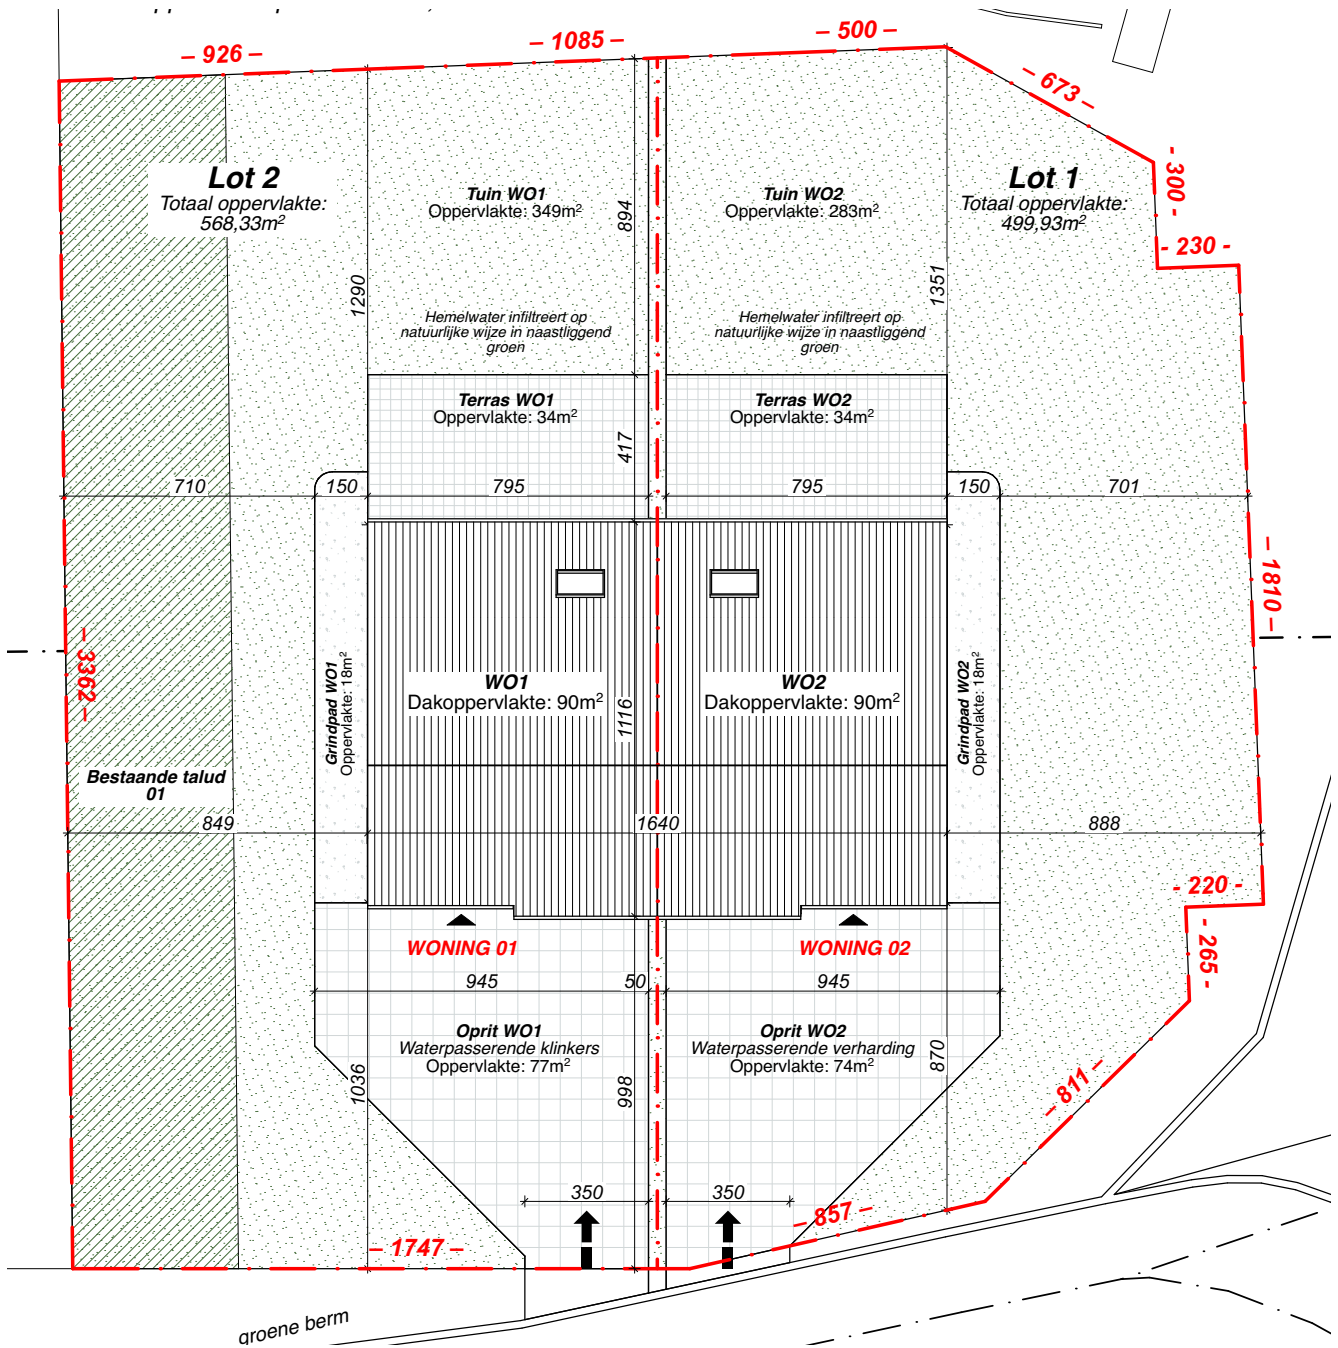 – 926 –
– 1085 –
– 500 –
– 673 –
- 300 -
- 230 -
Lot 2
Totaal oppervlakte:
568,33m²
Tuin WO1
Oppervlakte: 349m²
894
Tuin WO2
Oppervlakte: 283m²
Lot 1
Totaal oppervlakte:
499,93m²
1290
1351
Hemelwater infiltreert op
natuurlijke wijze in naastliggend
groen
Hemelwater infiltreert op
natuurlijke wijze in naastliggend
groen
Terras WO1
Oppervlakte: 34m²
417
Terras WO2
Oppervlakte: 34m²
710
150
795
795
150
701
– 1810 –
– 3362 –
Grindpad WO1
Oppervlakte: 18m²
WO1
Dakoppervlakte: 90m²
1116
WO2
Dakoppervlakte: 90m²
Grindpad WO2
Oppervlakte: 18m²
Bestaande talud
01
849
1640
888
- 220 -
- 265 -
WONING 01
WONING 02
945
50
945
Oprit WO1
Waterpasserende klinkers
Oppervlakte: 77m²
Oprit WO2
Waterpasserende verharding
Oppervlakte: 74m²
1036
998
870
– 811 –
350
350
– 857 –
– 1747 –
groene berm